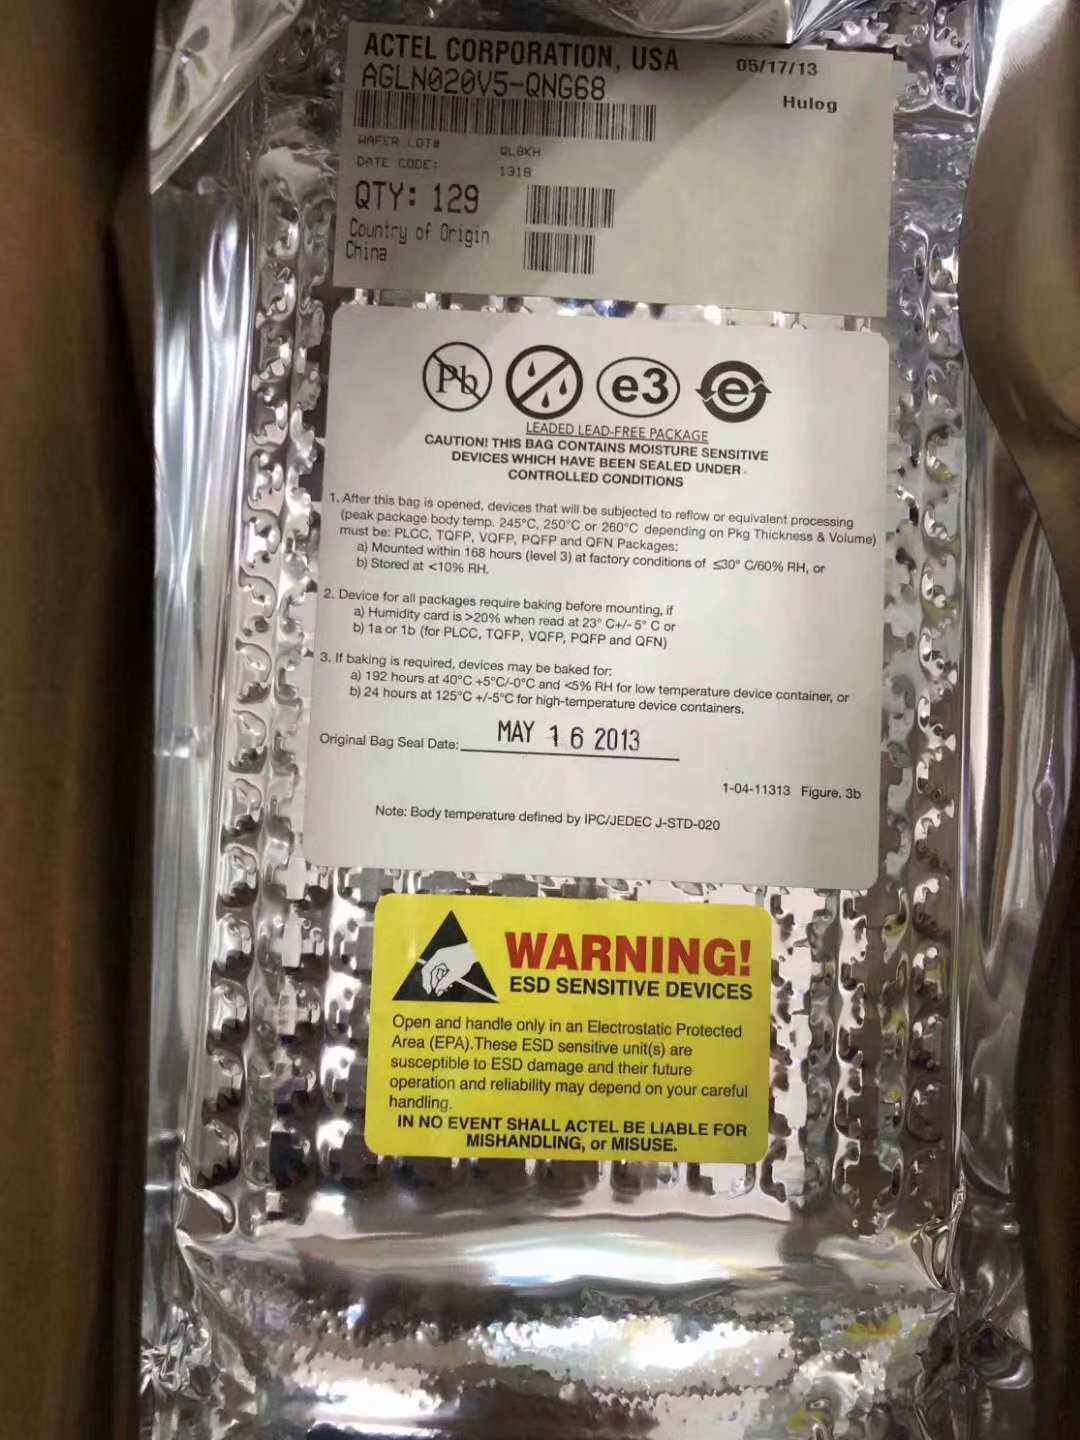 ACTEL CORPORATION, USA
05/17/13
AGLN020V5-QNG68
Hulog
WAFER LOT# QL8KH
DATE CODE: 1318
QTY: 129
Country of Origin
China
Pb
e3
e
LEADED LEAD-FREE PACKAGE
CAUTION! THIS BAG CONTAINS MOISTURE SENSITIVE
DEVICES WHICH HAVE BEEN SEALED UNDER
CONTROLLED CONDITIONS
1. After this bag is opened, devices that will be subjected to reflow or equivalent processing
(peak package body temp. 245°C, 250°C or 260°C depending on Pkg Thickness & Volume)
must be: PLCC, TQFP, VQFP, PQFP and QFN Packages:
a) Mounted within 168 hours (level 3) at factory conditions of ≤30° C/60% RH, or
b) Stored at <10% RH.
2. Device for all packages require baking before mounting, if
a) Humidity card is >20% when read at 23° C+/- 5° C or
b) 1a or 1b (for PLCC, TQFP, VQFP, PQFP and QFN)
3. If baking is required, devices may be baked for:
a) 192 hours at 40°C +5°C/-0°C and <5% RH for low temperature device container, or
b) 24 hours at 125°C +/-5°C for high-temperature device containers.
Original Bag Seal Date: MAY 16 2013
1-04-11313 Figure. 3b
Note: Body temperature defined by IPC/JEDEC J-STD-020
WARNING!
ESD SENSITIVE DEVICES
Open and handle only in an Electrostatic Protected
Area (EPA).These ESD sensitive unit(s) are
susceptible to ESD damage and their future
operation and reliability may depend on your careful
handling.
IN NO EVENT SHALL ACTEL BE LIABLE FOR
MISHANDLING, or MISUSE.